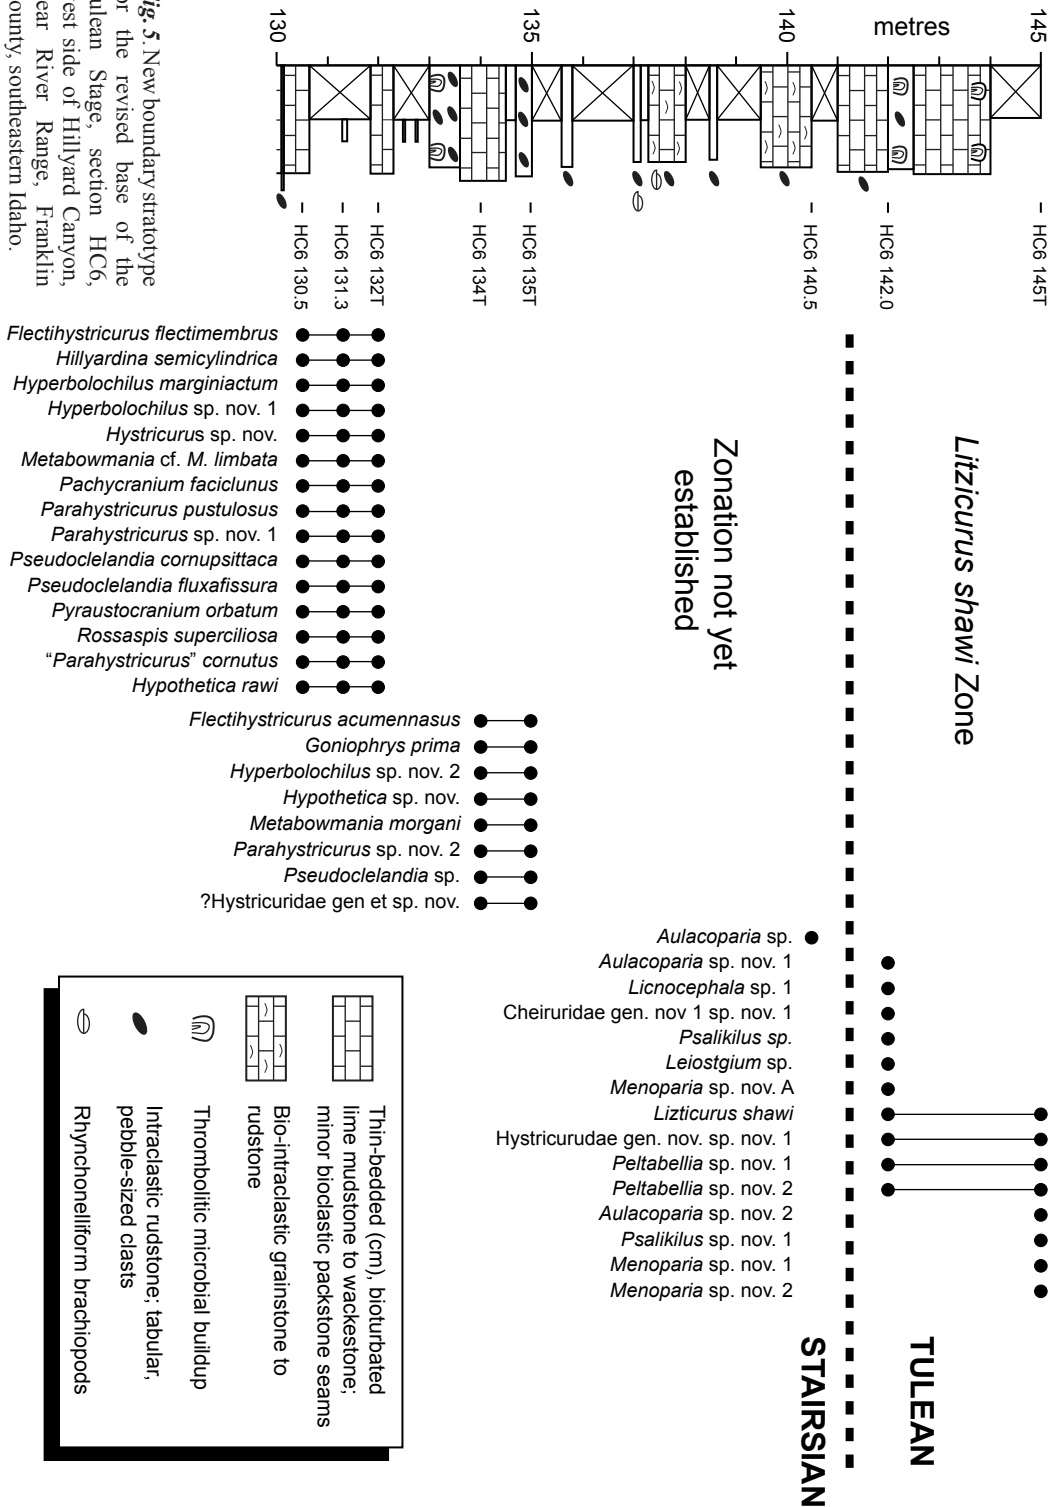 130
135
140
145
metres
HC6 130.5
HC6 131.3
HC6 132T
HC6 134T
HC6 135T
HC6 140.5
HC6 142.0
HC6 145T
Flectihystricurus flectimembrus
Hillyardina semicylindrica
Hyperbolochilus marginiactum
Hyperbolochilus sp. nov. 1
Hystricurus sp. nov.
Metabowmania cf. M. limbata
Pachycranium faciclunus
Parahystricurus pustulosus
Parahystricurus sp. nov. 1
Pseudoclelandia cornupsittaca
Pseudoclelandia fluxafissura
Pyraustocranium orbatum
Rossaspis superciliosa
“Parahystricurus” cornutus
Hypothetica rawi
Flectihystricurus acumennasus
Goniophrys prima
Hyperbolochilus sp. nov. 2
Hypothetica sp. nov.
Metabowmania morgani
Parahystricurus sp. nov. 2
Pseudoclelandia sp.
?Hystricuridae gen et sp. nov.
Aulacoparia sp.
Aulacoparia sp. nov. 1
Licnocephala sp. 1
Cheiruridae gen. nov 1 sp. nov. 1
Psalikilus sp.
Leiostgium sp.
Menoparia sp. nov. A
Lizticurus shawi
Hystricurudae gen. nov. sp. nov. 1
Peltabellia sp. nov. 1
Peltabellia sp. nov. 2
Aulacoparia sp. nov. 2
Psalikilus sp. nov. 1
Menoparia sp. nov. 1
Menoparia sp. nov. 2
Litzicurus shawi Zone
Zonation not yet
established
TULEAN
STAIRSIAN
Thin-bedded (cm), bioturbated
lime mudstone to wackestone;
minor bioclastic packstone seams
Bio-intraclastic grainstone to
rudstone
Thrombolitic microbial buildup
Intraclastic rudstone; tabular,
pebble-sized clasts
Rhynchonelliform brachiopods
ig. 5. New boundary stratotype
or the revised base of the
ulean Stage, section HC6,
est side of Hillyard Canyon,
ear River Range, Franklin
ounty, southeastern Idaho.